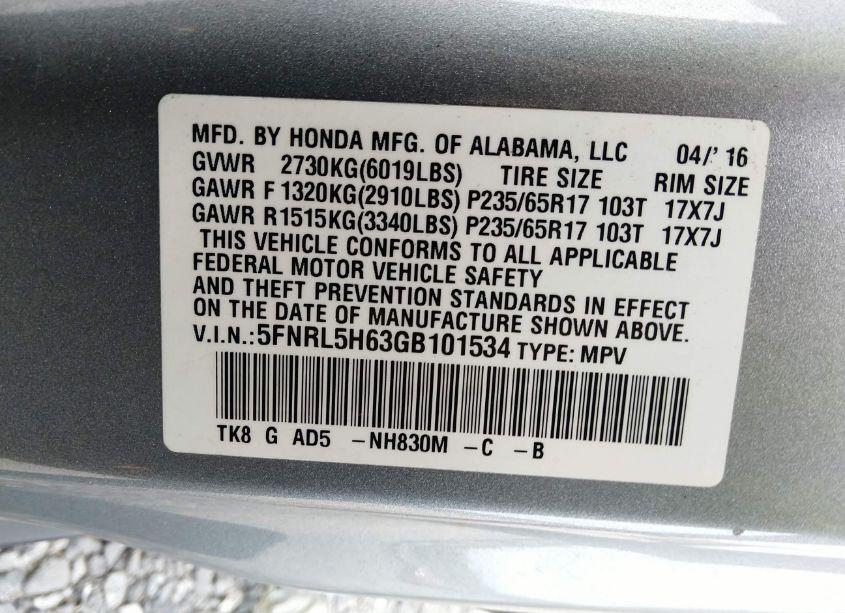 MFD. BY HONDA MFG. OF ALABAMA, LLC 04/' 16
GVWR 2730KG(6019LBS) TIRE SIZE RIM SIZE
GAWR F 1320KG(2910LBS) P235/65R17 103T 17X7J
GAWR R1515KG(3340LBS) P235/65R17 103T 17X7J
THIS VEHICLE CONFORMS TO ALL APPLICABLE
FEDERAL MOTOR VEHICLE SAFETY
AND THEFT PREVENTION STANDARDS IN EFFECT
ON THE DATE OF MANUFACTURE SHOWN ABOVE.
V.I.N.:5FNRL5H63GB101534 TYPE: MPV
TK8 G AD5 -NH830M -C -B